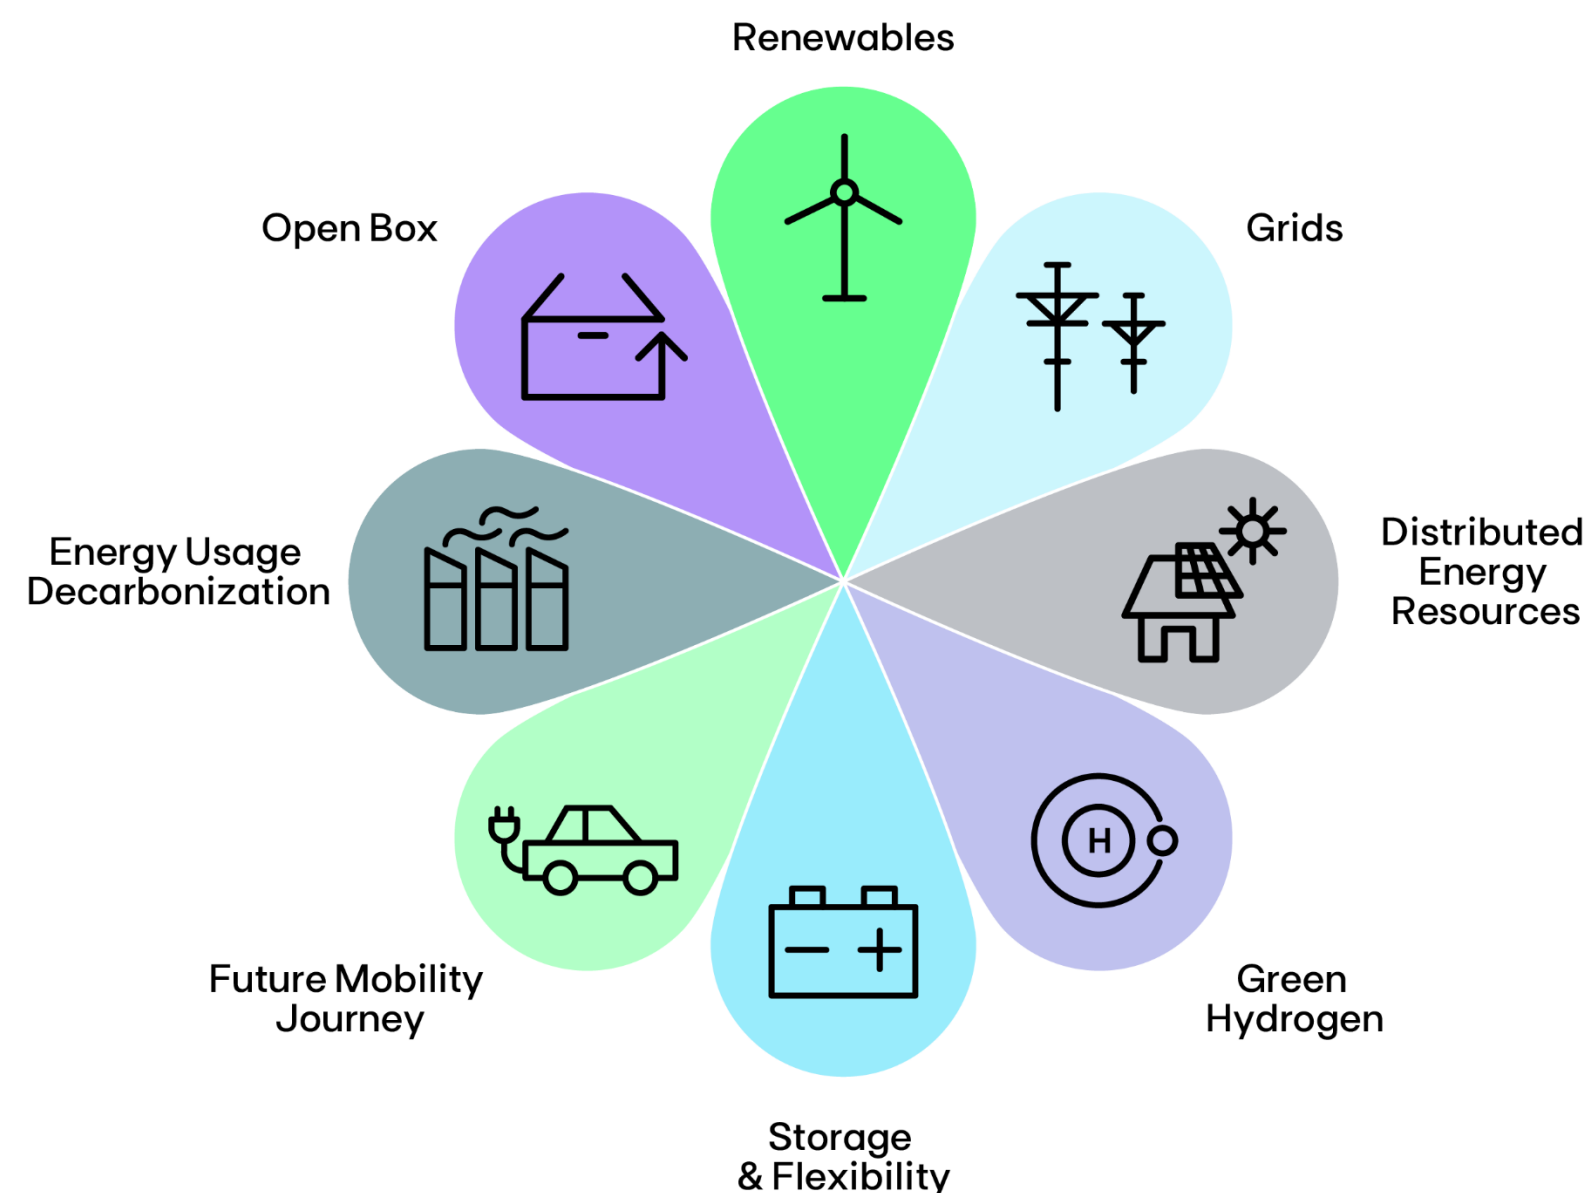 Renewables
Open Box
Grids
Distributed
Energy
Resources
Energy Usage
Decarbonization
H
Future Mobility
Journey
Green
Hydrogen
Storage
& Flexibility